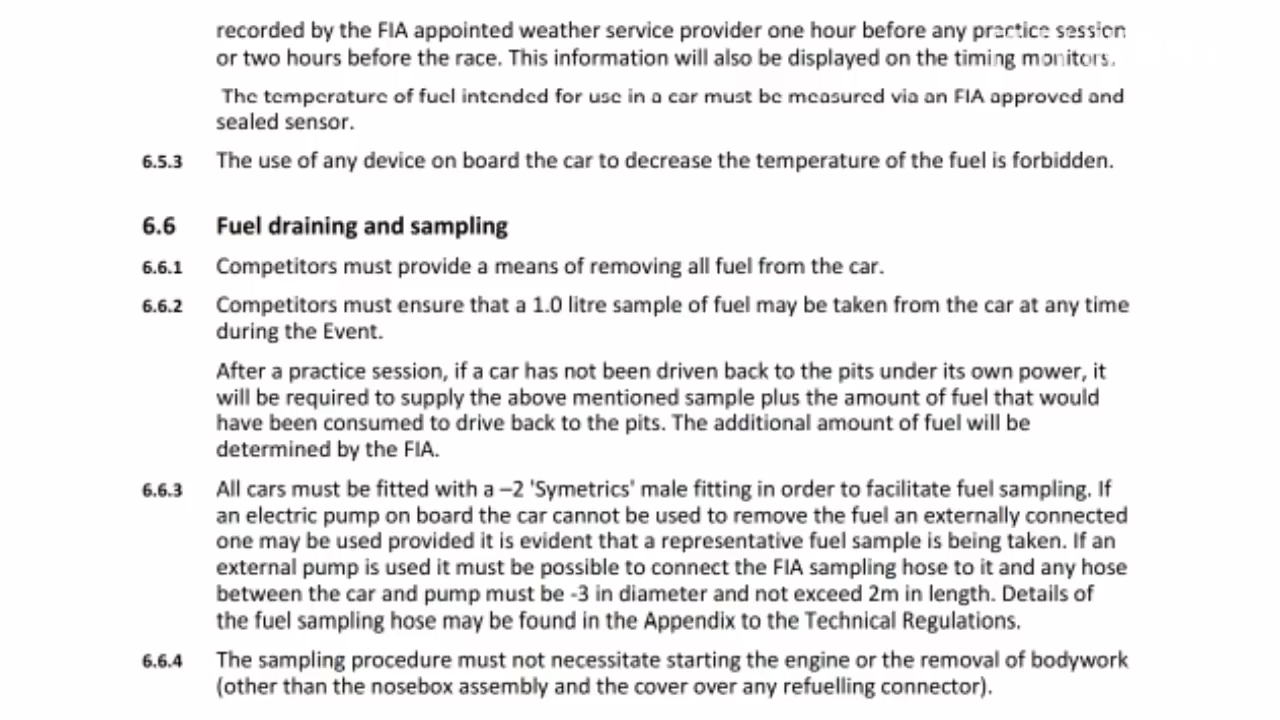 recorded by the FIA appointed weather service provider one hour before any practice session
or two hours before the race. This information will also be displayed on the timing monitors.
The temperature of fuel intended for use in a car must be measured via an FIA approved and
sealed sensor.
6.5.3 The use of any device on board the car to decrease the temperature of the fuel is forbidden.
6.6 Fuel draining and sampling
6.6.1 Competitors must provide a means of removing all fuel from the car.
6.6.2 Competitors must ensure that a 1.0 litre sample of fuel may be taken from the car at any time
during the Event.
After a practice session, if a car has not been driven back to the pits under its own power, it
will be required to supply the above mentioned sample plus the amount of fuel that would
have been consumed to drive back to the pits. The additional amount of fuel will be
determined by the FIA.
6.6.3 All cars must be fitted with a –2 'Symetrics' male fitting in order to facilitate fuel sampling. If
an electric pump on board the car cannot be used to remove the fuel an externally connected
one may be used provided it is evident that a representative fuel sample is being taken. If an
external pump is used it must be possible to connect the FIA sampling hose to it and any hose
between the car and pump must be -3 in diameter and not exceed 2m in length. Details of
the fuel sampling hose may be found in the Appendix to the Technical Regulations.
6.6.4 The sampling procedure must not necessitate starting the engine or the removal of bodywork
(other than the nosebox assembly and the cover over any refuelling connector).